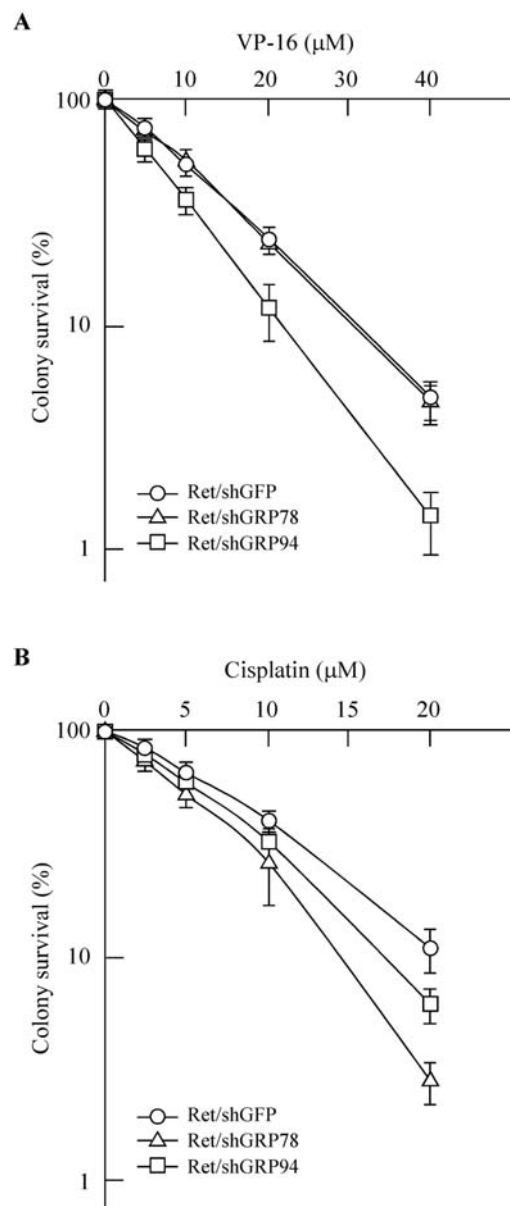 A
VP-16 (μM)
0 10 20 30 40
100
10
1
Colony survival (%)
Ret/shGFP
Ret/shGRP78
Ret/shGRP94
B
Cisplatin (μM)
0 5 10 15 20
100
10
1
Colony survival (%)
Ret/shGFP
Ret/shGRP78
Ret/shGRP94